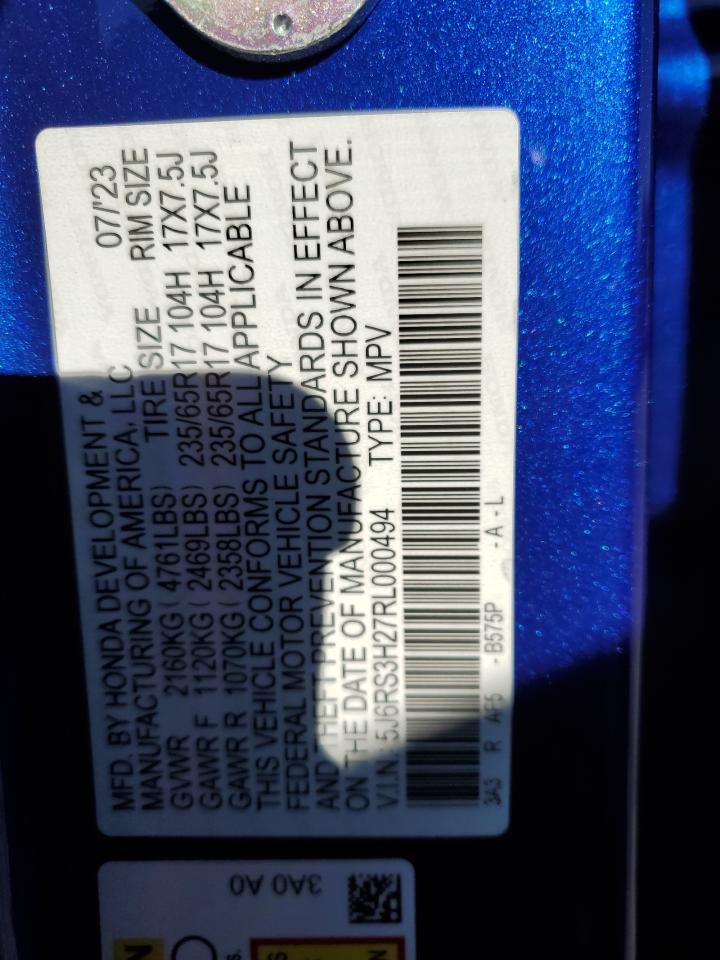 MFD. BY HONDA DEVELOPMENT & 07/'23
MANUFACTURING OF AMERICA, LLC
TIRE SIZE RIM SIZE
GVWR 2160KG ( 4761LBS)
GAWR F 1120KG ( 2469LBS) 235/65R17 104H 17X7.5J
GAWR R 1070KG ( 2358LBS) 235/65R17 104H 17X7.5J
THIS VEHICLE CONFORMS TO ALL APPLICABLE
FEDERAL MOTOR VEHICLE SAFETY
AND THEFT PREVENTION STANDARDS IN EFFECT
ON THE DATE OF MANUFACTURE SHOWN ABOVE.
V.I.N.: 5J6RS3H27RL000494 TYPE: MPV
3A3 R AF5 -B575P -A-L
3A0 A0